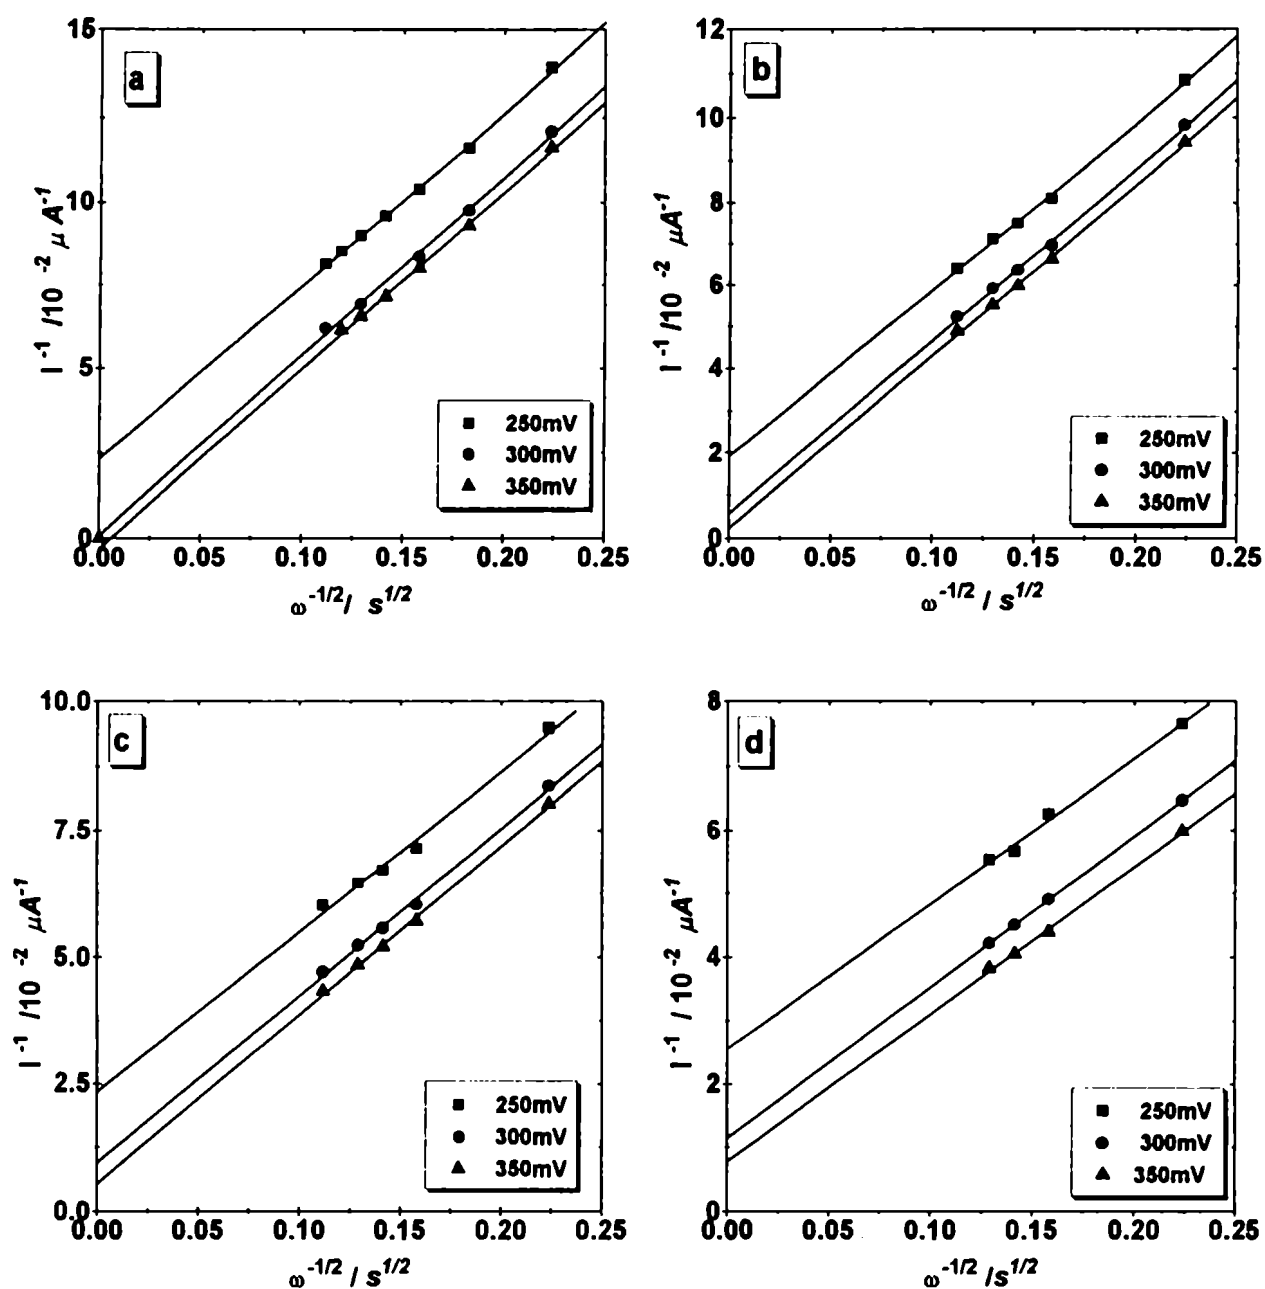 a
15
10
5
0
I⁻¹ /10⁻² μA⁻¹
250mV
300mV
350mV
0.00 0.05 0.10 0.15 0.20 0.25
ω⁻¹/² / s¹/²
b
12
10
8
6
4
2
0
I⁻¹/10⁻² μA⁻¹
250mV
300mV
350mV
0.00 0.05 0.10 0.15 0.20 0.25
ω⁻¹/² / s¹/²
c
10.0
7.5
5.0
2.5
0.0
I⁻¹ /10⁻² μA⁻¹
250mV
300mV
350mV
0.00 0.05 0.10 0.15 0.20 0.25
ω⁻¹/² / s¹/²
d
8
6
4
2
0
I⁻¹ / 10⁻² μA⁻¹
250mV
300mV
350mV
0.00 0.05 0.10 0.15 0.20 0.25
ω⁻¹/² /s¹/²